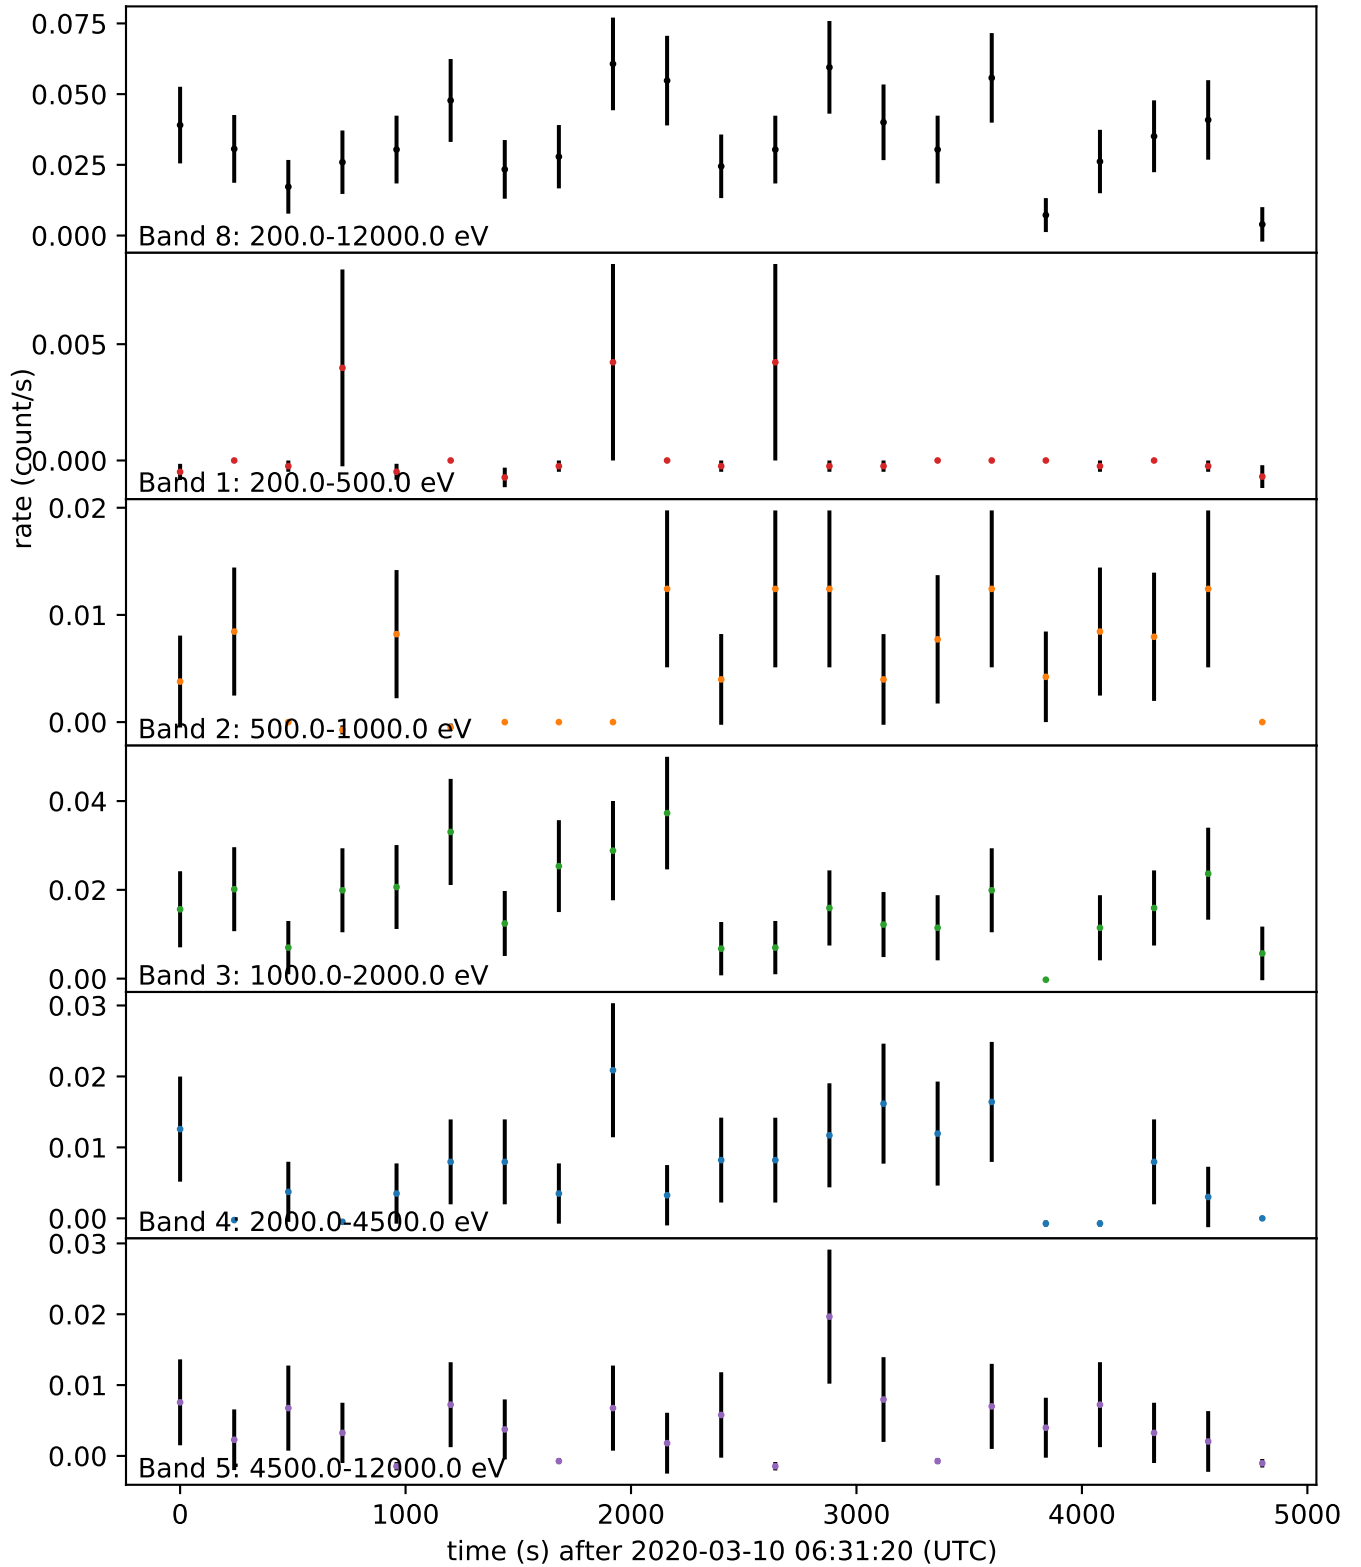 0.075
0.050
0.025
0.000
Band 8: 200.0-12000.0 eV
0.005
0.000
Band 1: 200.0-500.0 eV
rate (count/s)
0.02
0.01
0.00
Band 2: 500.0-1000.0 eV
0.04
0.02
0.00
Band 3: 1000.0-2000.0 eV
0.03
0.02
0.01
0.00
Band 4: 2000.0-4500.0 eV
0.03
0.02
0.01
0.00
Band 5: 4500.0-12000.0 eV
0 1000 2000 3000 4000 5000
time (s) after 2020-03-10 06:31:20 (UTC)